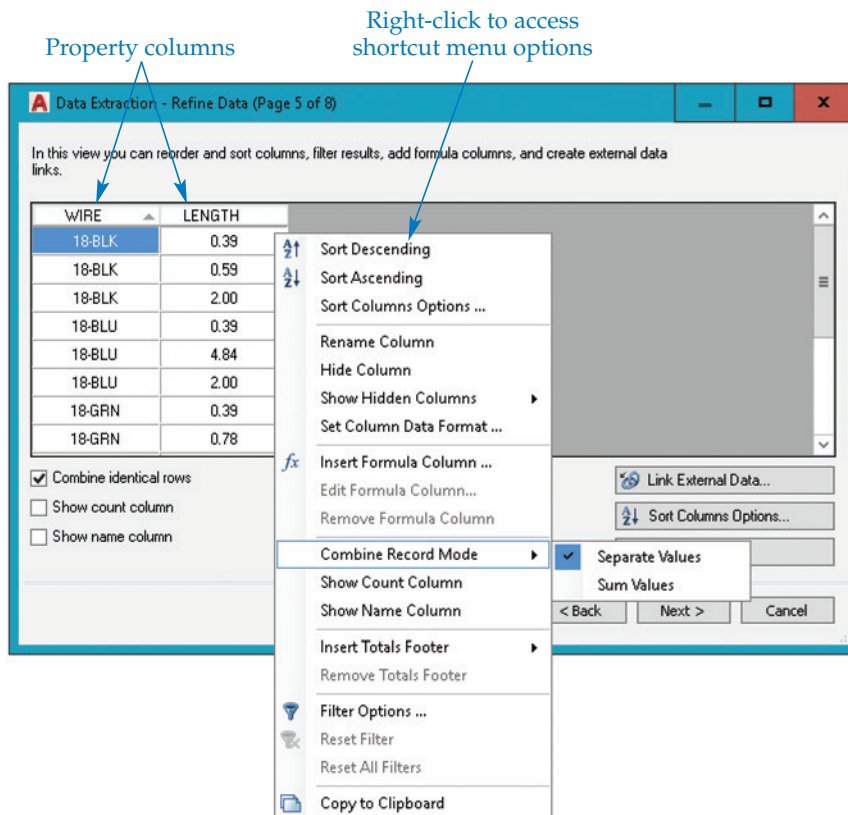 Right-click to access
shortcut menu options
Property columns
Data Extraction - Refine Data (Page 5 of 8)
In this view you can reorder and sort columns, filter results, add formula columns, and create external data
links.
WIRE LENGTH
18-BLK 0.39
18-BLK 0.59
18-BLK 2.00
18-BLU 0.39
18-BLU 4.84
18-BLU 2.00
18-GRN 0.39
18-GRN 0.78
Combine identical rows
Show count column
Show name column
Sort Descending
Sort Ascending
Sort Columns Options ...
Rename Column
Hide Column
Show Hidden Columns
Set Column Data Format ...
fx Insert Formula Column ...
Edit Formula Column...
Remove Formula Column
Combine Record Mode
Show Count Column
Show Name Column
Insert Totals Footer
Remove Totals Footer
Filter Options ...
Reset Filter
Reset All Filters
Copy to Clipboard
Separate Values
Sum Values
Link External Data...
Sort Columns Options...
< Back Next > Cancel